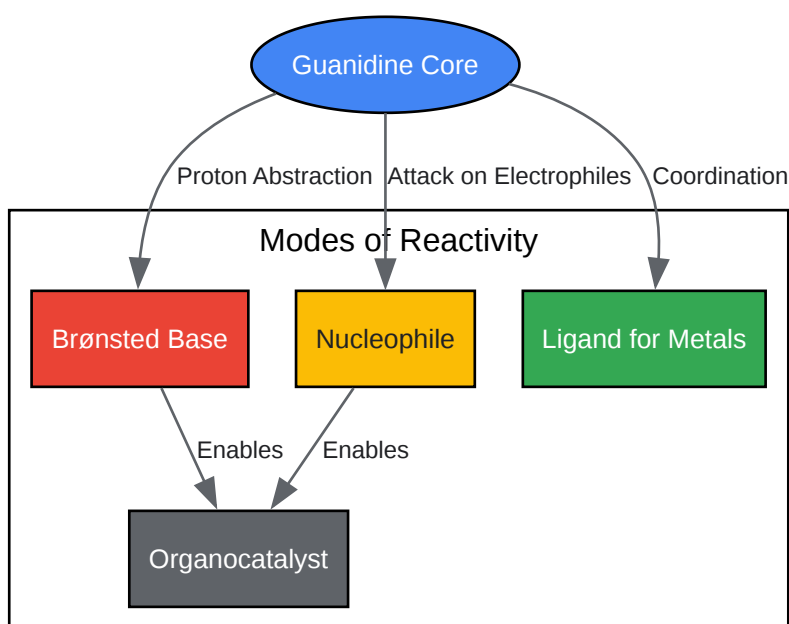 Guanidine Core
Proton Abstraction
Attack on Electrophiles
Coordination
Modes of Reactivity
Brønsted Base
Nucleophile
Ligand for Metals
Enables
Enables
Organocatalyst